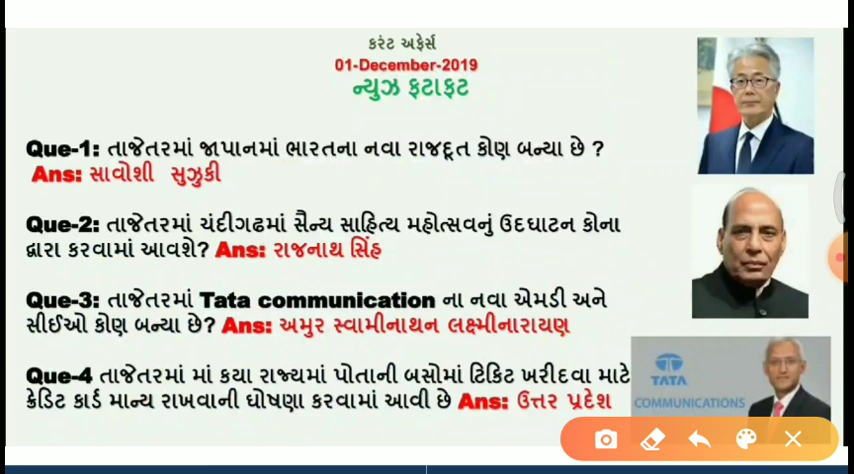 કરંટ અફેર્સ
01-December-2019
ન્યુઝ ફટાફટ
Que-1: તાજેતરમાં જાપાનમાં ભારતના નવા રાજદૂત કોણ બન્યા છે ?
Ans: સાવોશી સુઝુકી
Que-2: તાજેતરમાં ચંદીગઢમાં સૈન્ય સાહિત્ય મહોત્સવનું ઉદઘાટન કોના
દ્વારા કરવામાં આવશે? Ans: રાજનાથ સિંહ
Que-3: તાજેતરમાં Tata communication ના નવા એમડી અને
સીઈઓ કોણ બન્યા છે? Ans: અમુર સ્વામીનાથન લક્ષ્મીનારાયણ
Que-4 તાજેતરમાં માં કયા રાજ્યમાં પોતાની બસોમાં ટિકિટ ખરીદવા માટે
ક્રેડિટ કાર્ડ માન્ય રાખવાની ઘોષણા કરવામાં આવી છે Ans: ઉત્તર પ્રદેશ
TATA
COMMUNICATIONS